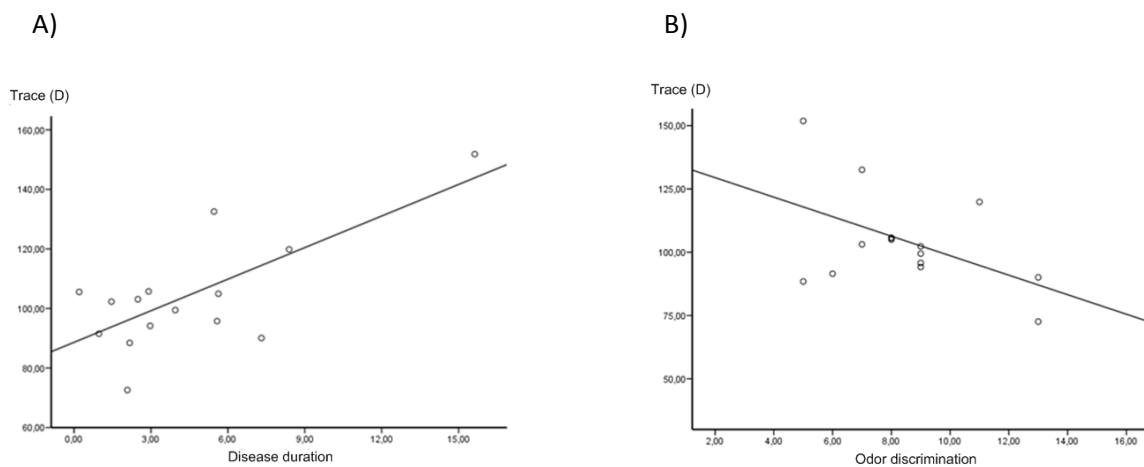 A)
Trace (D)
160,00
140,00
120,00
100,00
80,00
60,00
0,00 3,00 6,00 9,00 12,00 15,00
Disease duration
B)
Trace (D)
150,00
125,00
100,00
75,00
50,00
2,00 4,00 6,00 8,00 10,00 12,00 14,00 16,00
Odor discrimination